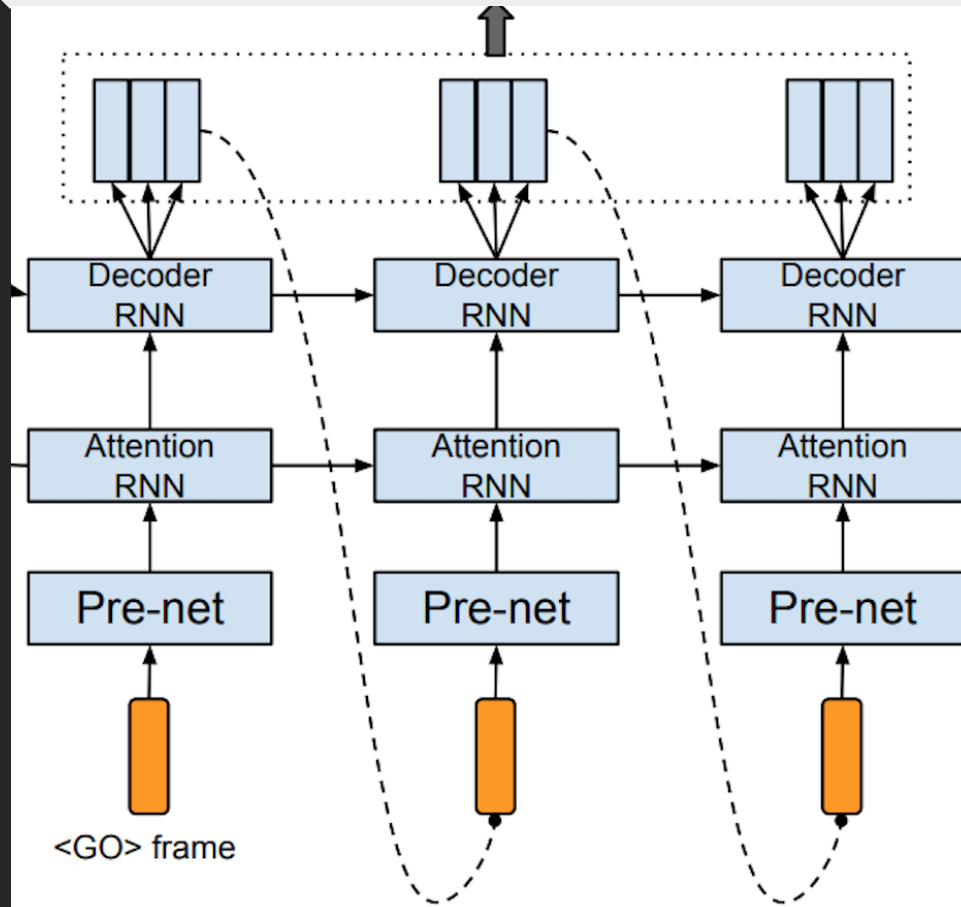 Decoder
RNN
Decoder
RNN
Decoder
RNN
Attention
RNN
Attention
RNN
Attention
RNN
Pre-net
Pre-net
Pre-net
<GO> frame